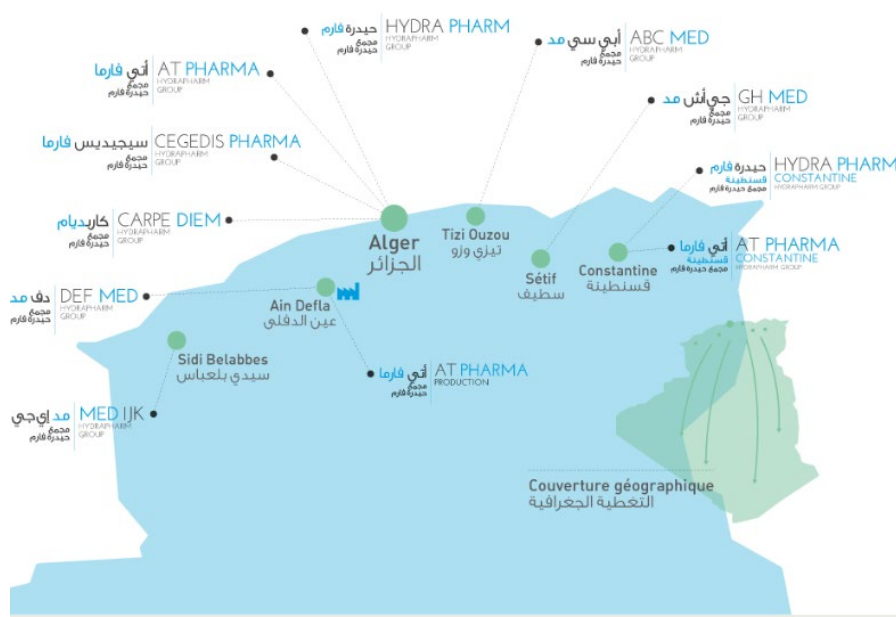 حيدرة فارم HYDRA PHARM
مجمع حيدرة فارم HYDRAPHARM GROUP
أبي سي مد ABC MED
مجمع حيدرة فارم HYDRAPHARM GROUP
أتي فارما AT PHARMA
مجمع حيدرة فارم HYDRAPHARM GROUP
جي أش مد GH MED
مجمع حيدرة فارم HYDRAPHARM GROUP
سيجيديس فارما CEGEDIS PHARMA
مجمع حيدرة فارم HYDRAPHARM GROUP
حيدرة فارم HYDRA PHARM
قسنطينة CONSTANTINE
مجمع حيدرة فارم HYDRAPHARM GROUP
كاربديام CARPE DIEM
مجمع حيدرة فارم HYDRAPHARM GROUP
Alger
الجزائر
Tizi Ouzou
تيزي وزو
أتي فارما AT PHARMA
قسنطينة CONSTANTINE
مجمع حيدرة فارم HYDRAPHARM GROUP
Sétif
سطيف
Constantine
قسنطينة
دف مد DEF MED
مجمع حيدرة فارم HYDRAPHARM GROUP
Ain Defla
عين الدفلى
Sidi Belabbes
سيدي بلعباس
أتي فارما AT PHARMA
مجمع حيدرة فارم PRODUCTION
مد إي جي MED IJK
مجمع حيدرة فارم HYDRAPHARM GROUP
Couverture géographique
التغطية الجغرافية